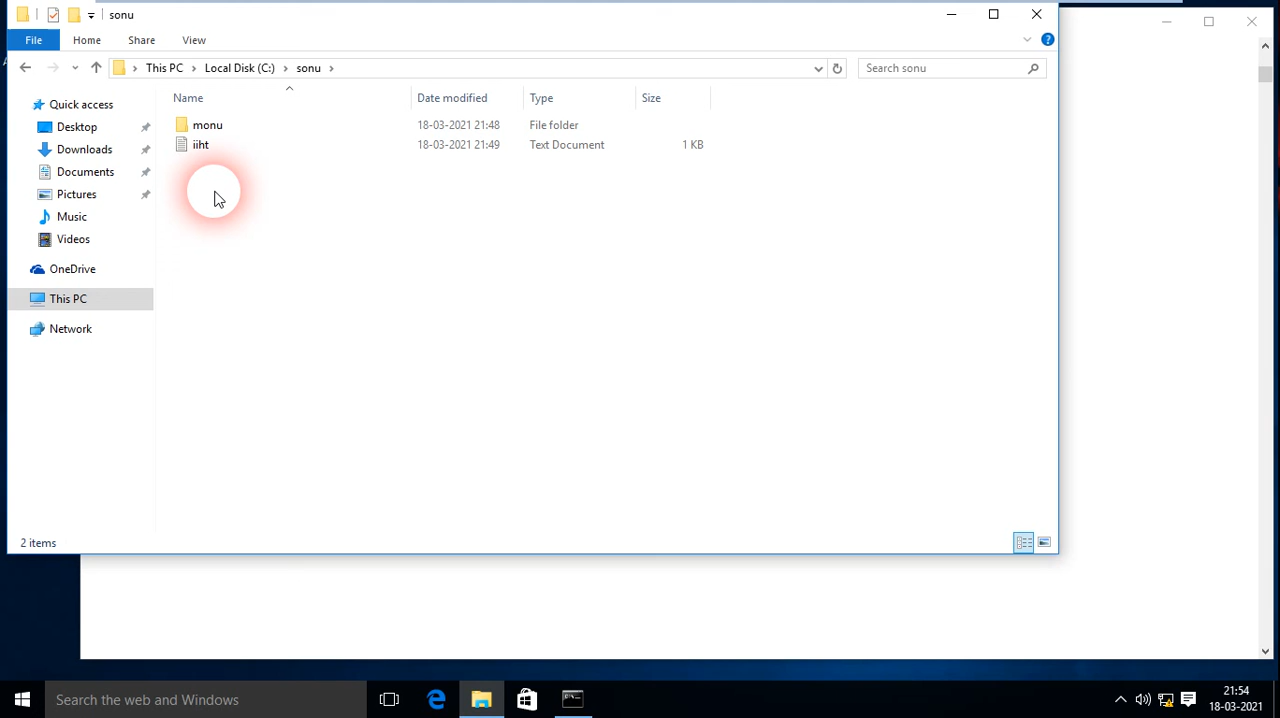 sonu
File Home Share View
This PC Local Disk (C:) sonu Search sonu
Name Date modified Type Size
Quick access
Desktop
Downloads
Documents
Pictures
Music
Videos
OneDrive
This PC
Network
monu 18-03-2021 21:48 File folder
iiht 18-03-2021 21:49 Text Document 1 KB
2 items
Search the web and Windows
21:54
18-03-2021